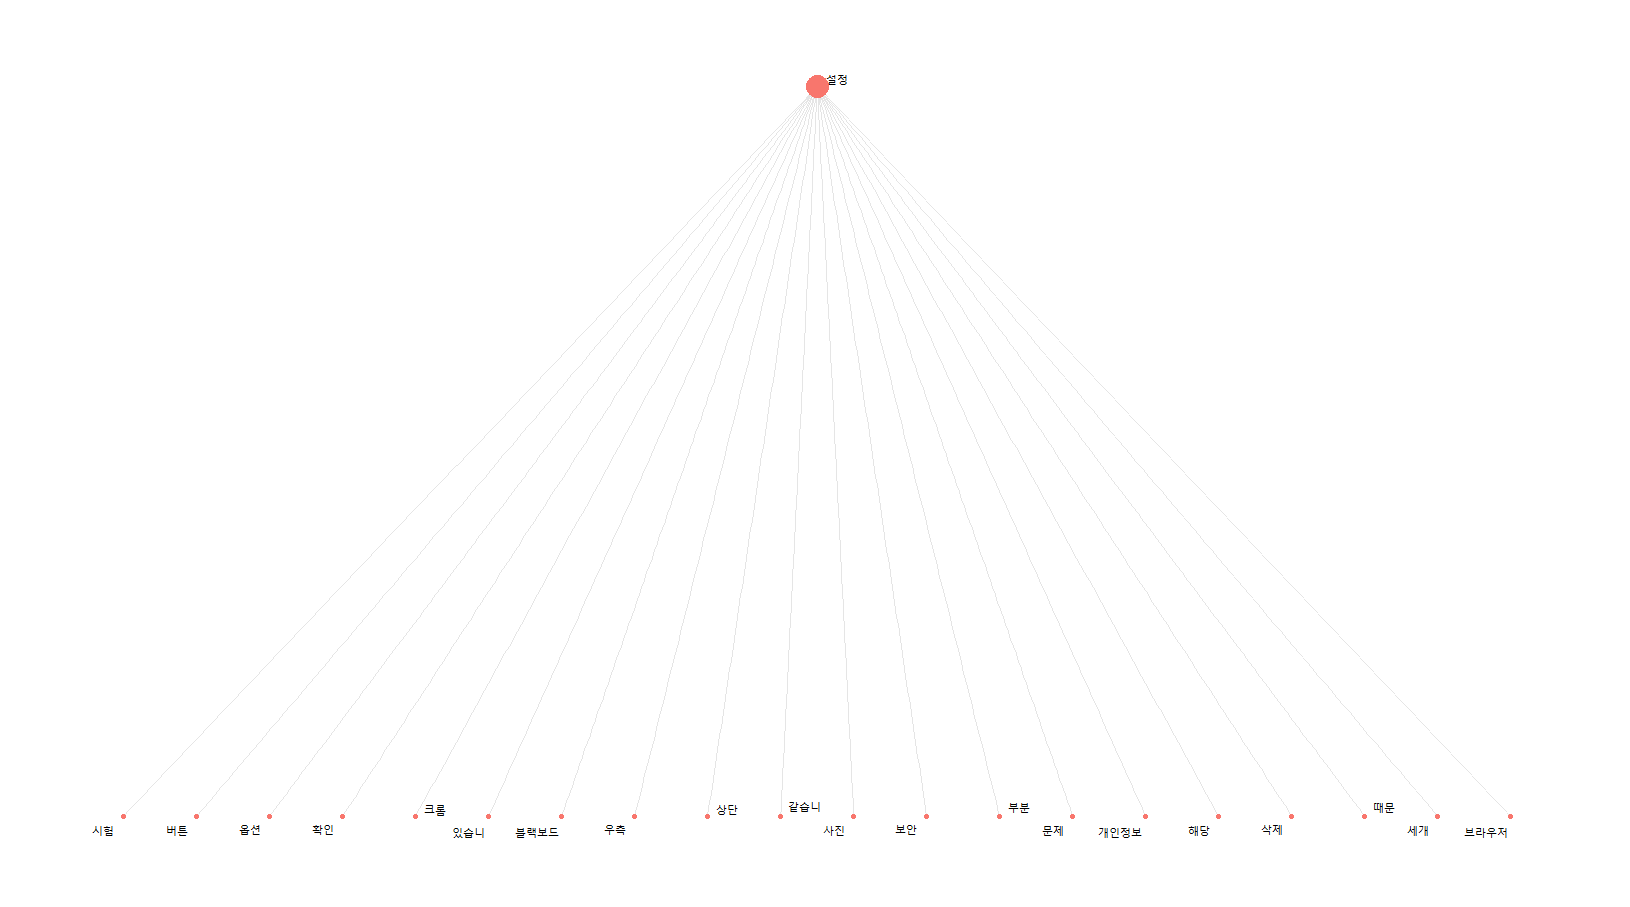 설정
시험
버튼
옵션
확인
크롬
있습니
블랙보드
우측
상단
같습니
사진
보안
부분
문제
개인정보
해당
삭제
때문
세개
브라우저